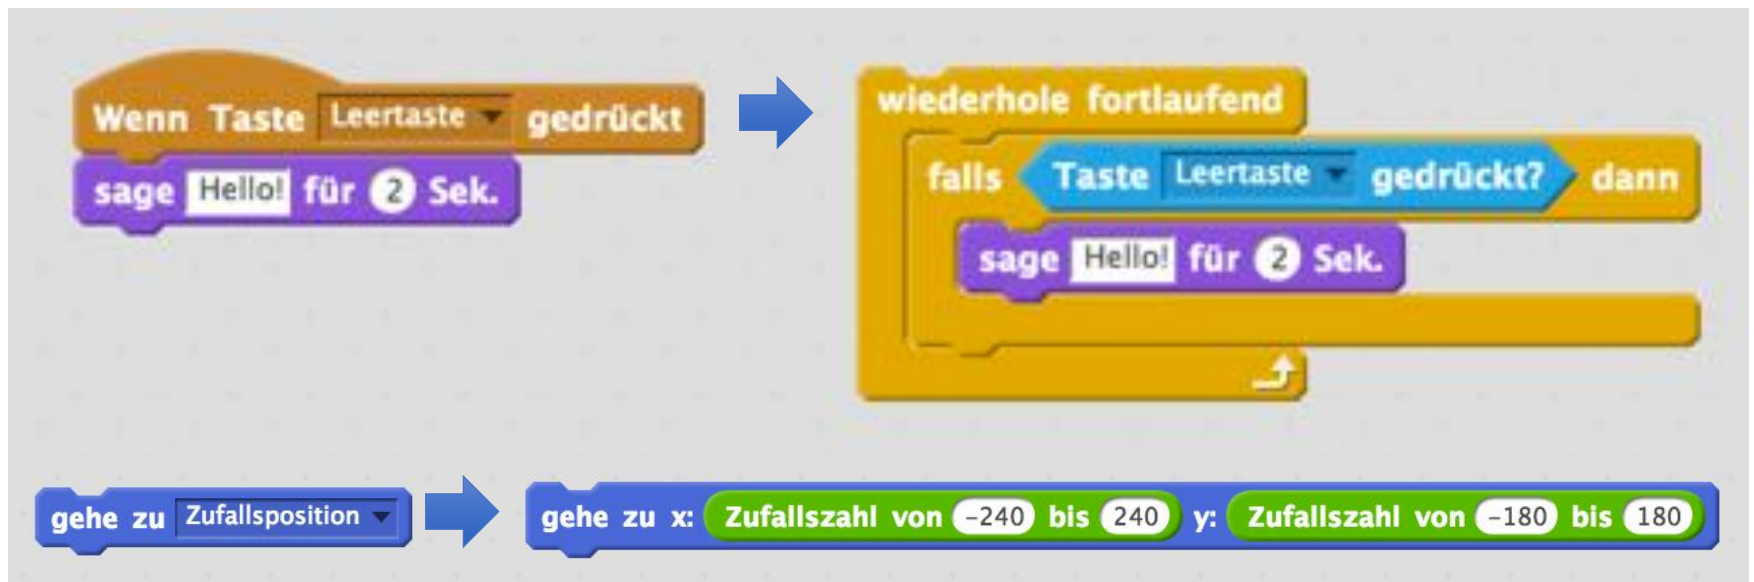 Wenn Taste Leertaste gedrückt
sage Hello! für 2 Sek.
wiederhole fortlaufend
falls Taste Leertaste gedrückt? dann
sage Hello! für 2 Sek.
gehe zu Zufallsposition
gehe zu x: Zufallszahl von -240 bis 240 y: Zufallszahl von -180 bis 180